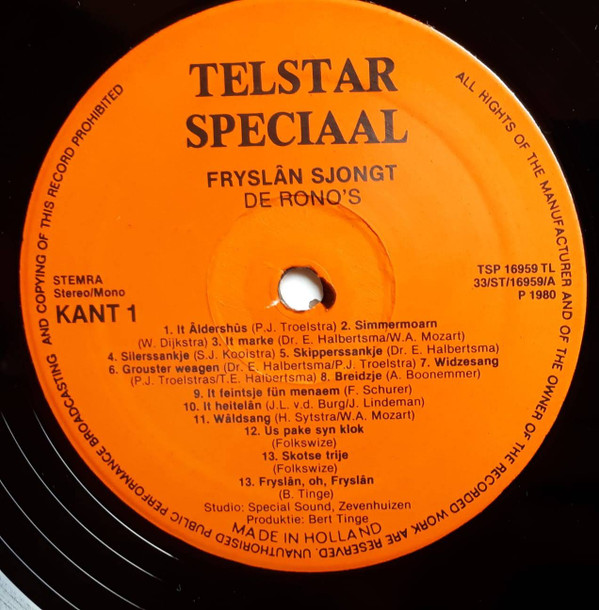 TELSTAR
SPECIAAL
FRYSLÂN SJONGT
DE RONO'S
STEMRA
Stereo/Mono
KANT 1
TSP 16959 TL
33/ST/16959/A
P 1980
1. It Âldershûs (P.J. Troelstra) 2. Simmermoarn
(W. Dijkstra) 3. It marke (Dr. E. Halbertsma/W.A. Mozart)
4. Silerssankje (S.J. Kooistra) 5. Skipperssankje (Dr. E. Halbertsma)
6. Grouster weagen (Dr. E. Halbertsma/P.J. Troelstra) 7. Widzesang
(P.J. Troelstras/T.E. Halbertsma) 8. Breidzje (A. Boonemmer)
9. It feintsje fûn menaem (F. Schurer)
10. It heitelân (J.L. v.d. Burg/J. Lindeman)
11. Wâldsang (H. Sytstra/W.A. Mozart)
12. Us pake syn klok
(Folkswize)
13. Skotse trije
(Folkswize)
13. Fryslân, oh, Fryslân
(B. Tinge)
Studio: Special Sound, Zevenhuizen
Produktie: Bert Tinge
MADE IN HOLLAND
ALL RIGHTS OF THE MANUFACTURER AND OF THE OWNER OF THE RECORDED WORK ARE RESERVED. UNAUTHORISED PUBLIC PERFORMANCE BROADCASTING AND COPYING OF THIS RECORD PROHIBITED